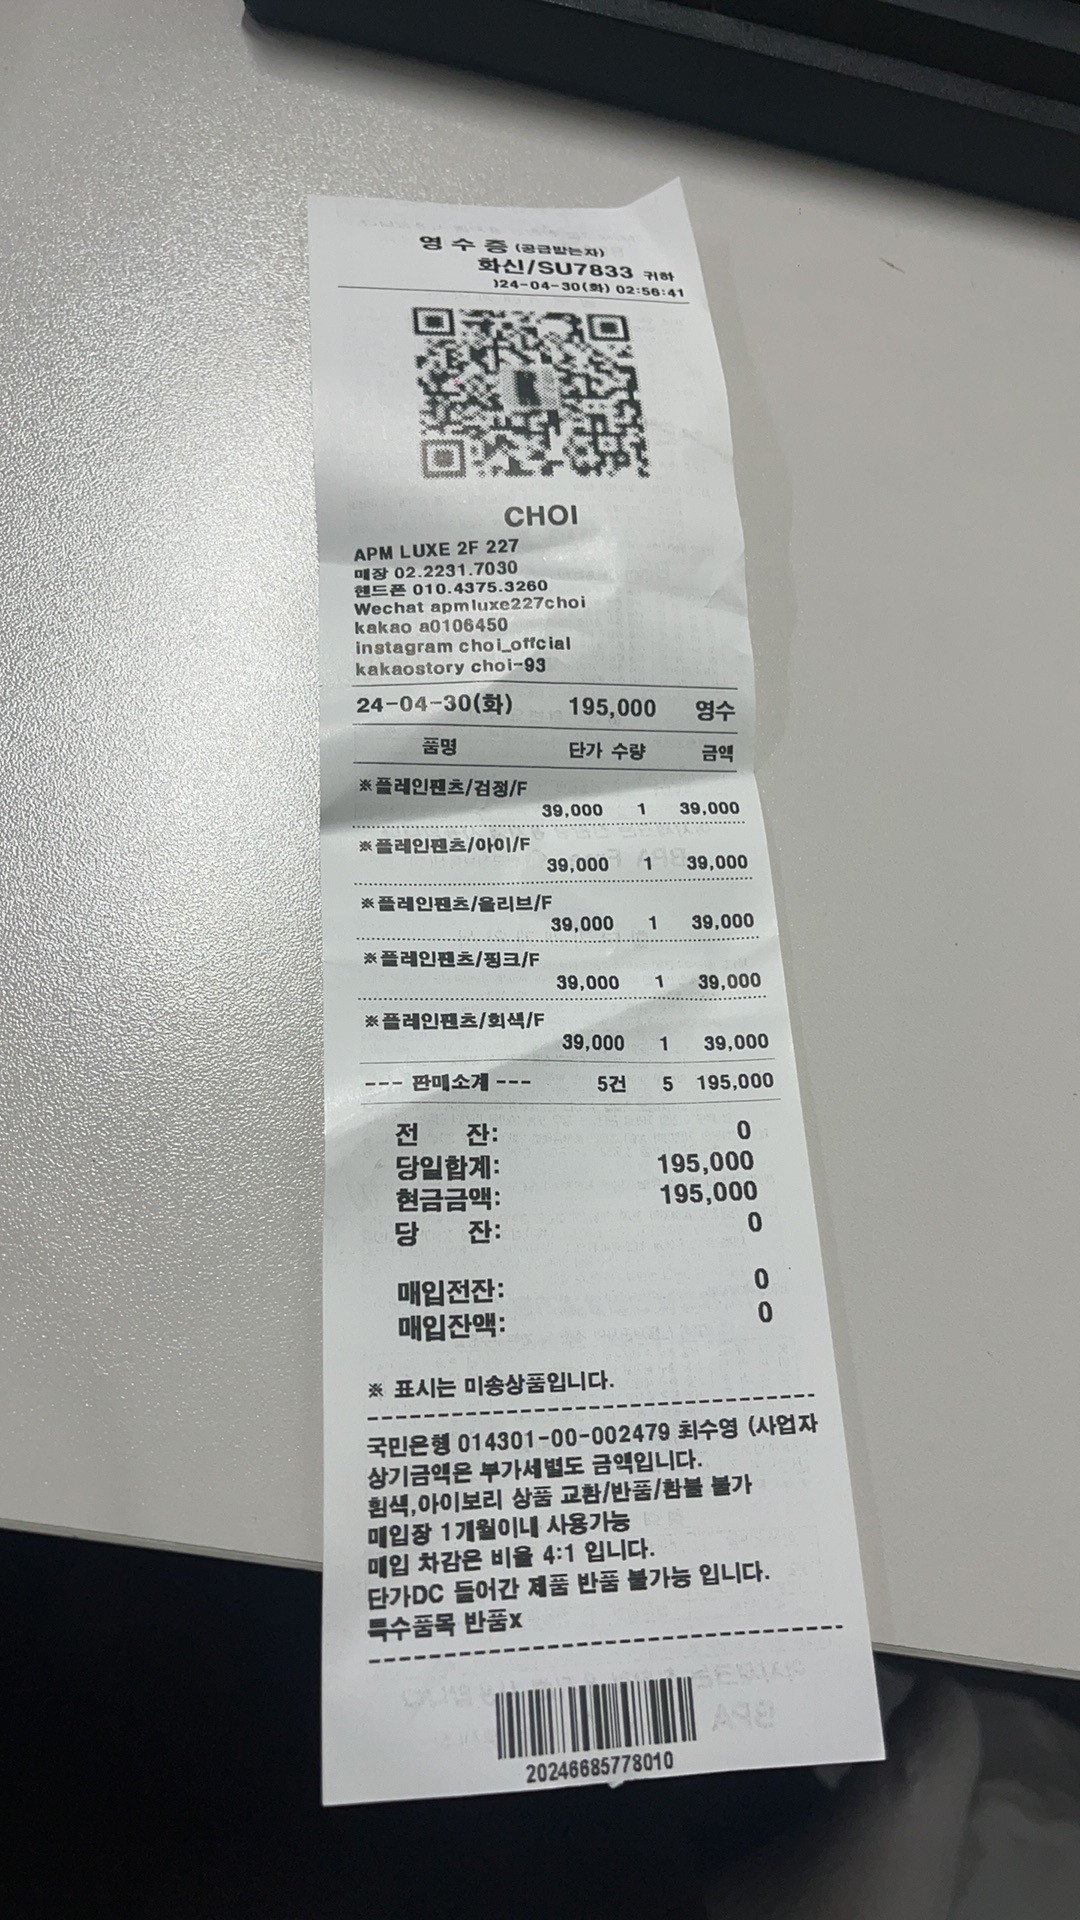 영 수 증 (공급받는자)
화신/SU7833 귀하
)24-04-30(화) 02:56:41
CHOI
APM LUXE 2F 227
매장 02.2231.7030
핸드폰 010.4375.3260
Wechat apmluxe227choi
kakao a0106450
instagram choi_offcial
kakaostory choi-93
24-04-30(화) 195,000 영수
품명 단가 수량 금액
※플레인팬츠/검정/F
39,000 1 39,000
※플레인팬츠/아이/F
39,000 1 39,000
※플레인팬츠/올리브/F
39,000 1 39,000
※플레인팬츠/핑크/F
39,000 1 39,000
※플레인팬츠/회색/F
39,000 1 39,000
--- 판매소계 --- 5건 5 195,000
전 잔: 0
당일합계: 195,000
현금금액: 195,000
당 잔: 0
매입전잔: 0
매입잔액: 0
※ 표시는 미송상품입니다.
국민은행 014301-00-002479 최수영 (사업자
상기금액은 부가세별도 금액입니다.
흰색,아이보리 상품 교환/반품/환불 불가
매입장 1개월이내 사용가능
매입 차감은 비율 4:1 입니다.
단가DC 들어간 제품 반품 불가능 입니다.
특수품목 반품x
20246685778010